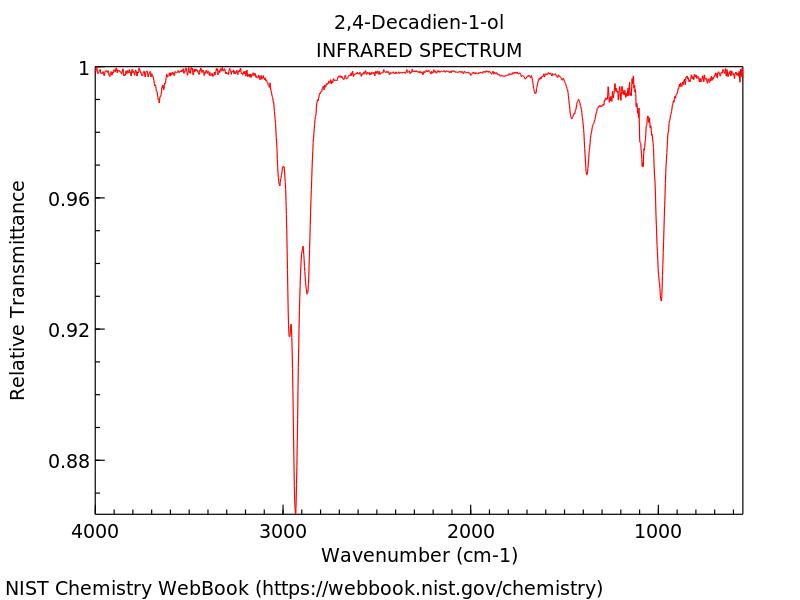 2,4-Decadien-1-ol
INFRARED SPECTRUM
1
0.96
0.92
0.88
Relative Transmittance
4000 3000 2000 1000
Wavenumber (cm-1)
NIST Chemistry WebBook (https://webbook.nist.gov/chemistry)